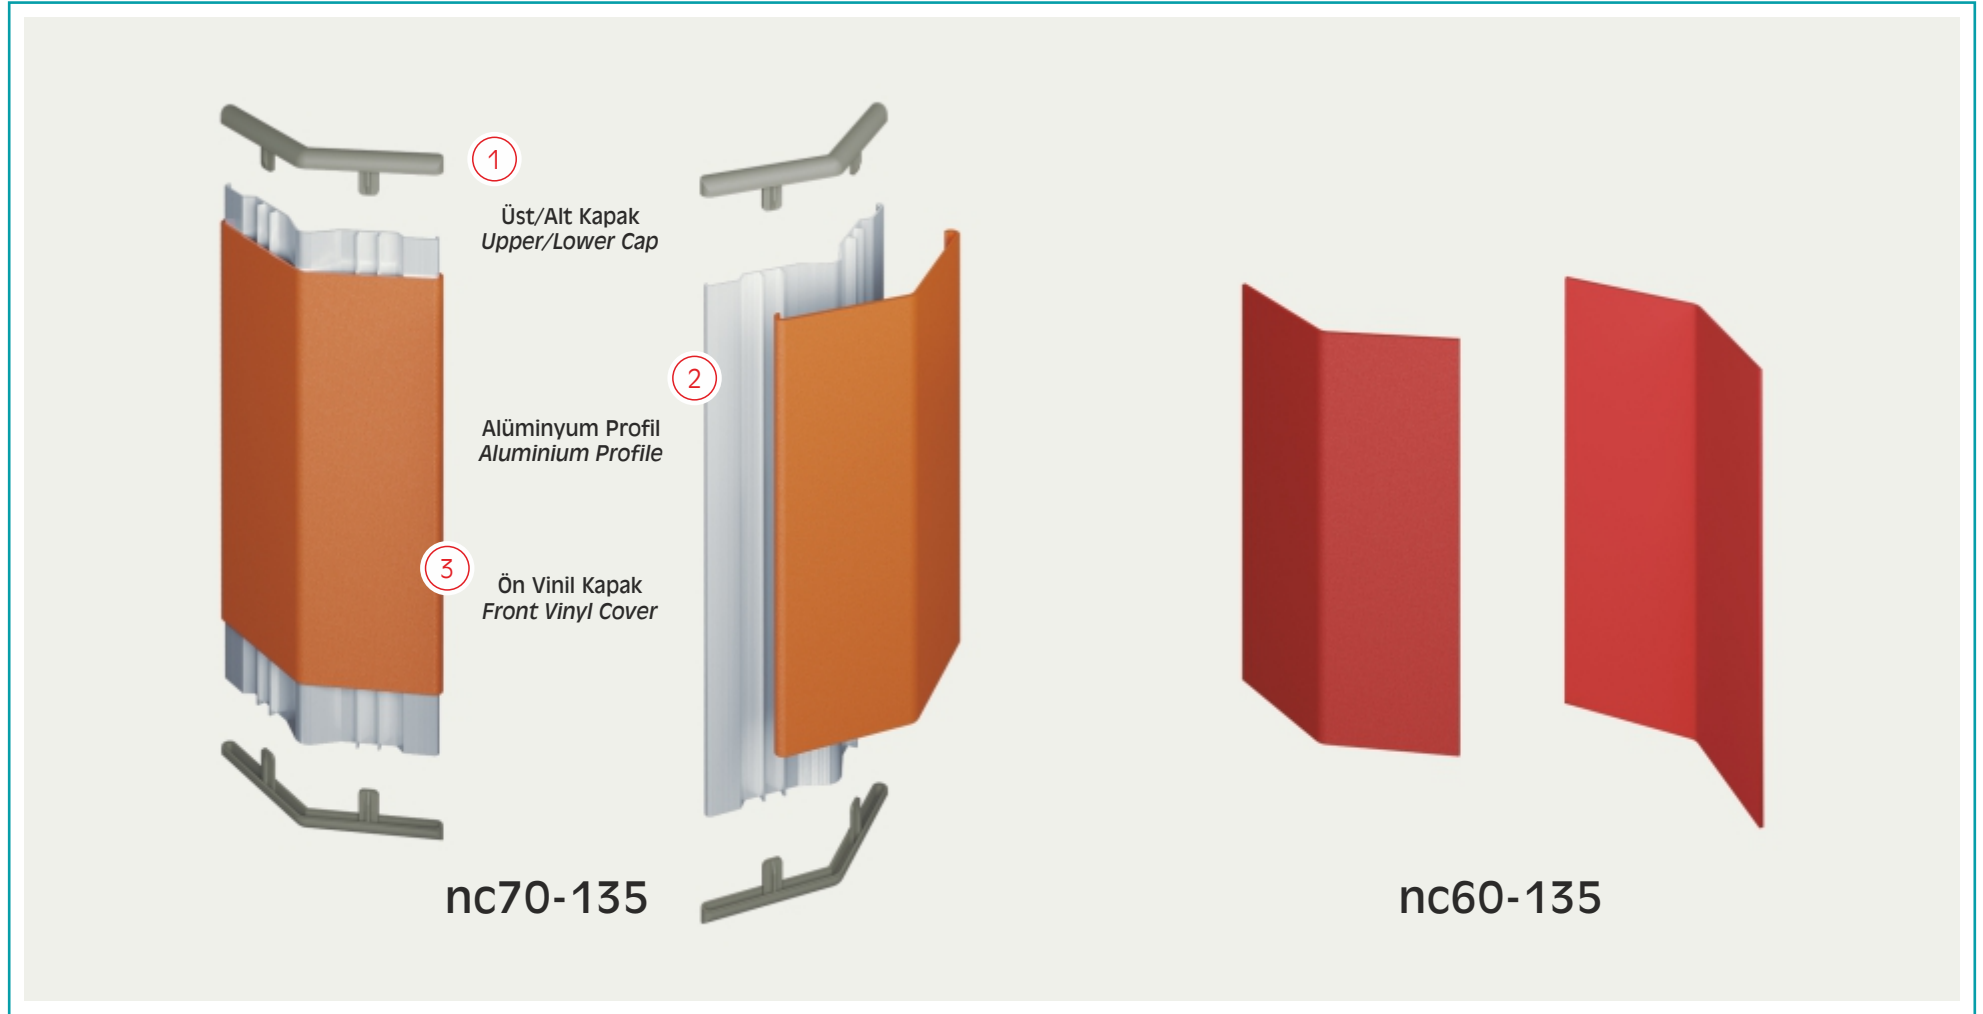 1
Üst/Alt Kapak
Upper/Lower Cap
2
Alüminyum Profil
Aluminium Profile
3
Ön Vinil Kapak
Front Vinyl Cover
nc70-135
nc60-135